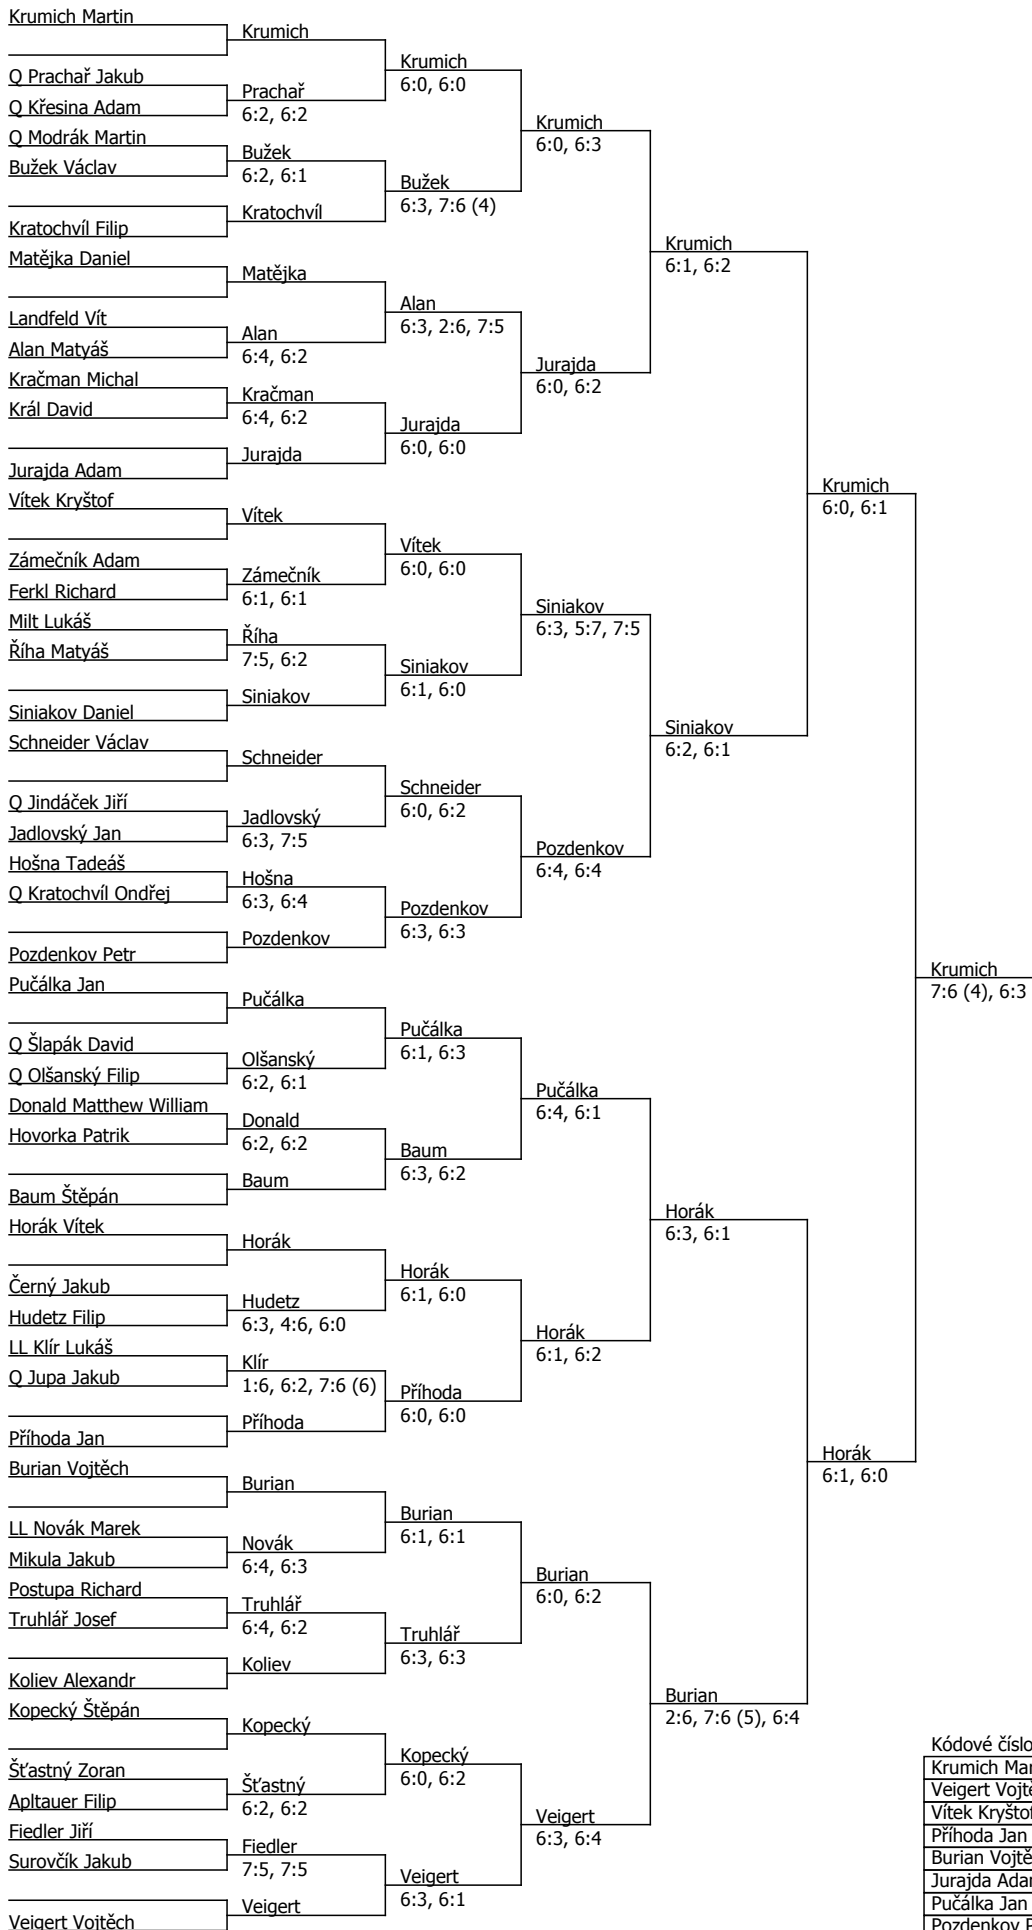 Krumich Martin
Krumich
Krumich
6:0, 6:0
Q Prachař Jakub
Prachař
6:2, 6:2
Q Křesina Adam
Krumich
6:0, 6:3
Q Modrák Martin
Bužek
6:2, 6:1
Bužek Václav
Bužek
6:3, 7:6 (4)
Kratochvíl
Kratochvíl Filip
Krumich
6:1, 6:2
Matějka Daniel
Matějka
Alan
6:3, 2:6, 7:5
Landfeld Vít
Alan
6:4, 6:2
Alan Matyáš
Jurajda
6:0, 6:2
Kračman Michal
Kračman
6:4, 6:2
Král David
Jurajda
6:0, 6:0
Jurajda
Jurajda Adam
Krumich
6:0, 6:1
Vítek Kryštof
Vítek
Vítek
6:0, 6:0
Zámečník Adam
Zámečník
6:1, 6:1
Ferkl Richard
Siniakov
6:3, 5:7, 7:5
Milt Lukáš
Říha
7:5, 6:2
Říha Matyáš
Siniakov
6:1, 6:0
Siniakov
Siniakov Daniel
Siniakov
6:2, 6:1
Schneider Václav
Schneider
Schneider
6:0, 6:2
Q Jindáček Jiří
Jadlovský
6:3, 7:5
Jadlovský Jan
Pozdenkov
6:4, 6:4
Hošna Tadeáš
Hošna
6:3, 6:4
Q Kratochvíl Ondřej
Pozdenkov
6:3, 6:3
Pozdenkov
Pozdenkov Petr
Krumich
7:6 (4), 6:3
Pučálka Jan
Pučálka
Pučálka
6:1, 6:3
Q Šlapák David
Olšanský
6:2, 6:1
Q Olšanský Filip
Pučálka
6:4, 6:1
Donald Matthew William
Donald
6:2, 6:2
Hovorka Patrik
Baum
6:3, 6:2
Baum
Baum Štěpán
Horák
6:3, 6:1
Horák Vítek
Horák
Horák
6:1, 6:0
Černý Jakub
Hudetz
6:3, 4:6, 6:0
Hudetz Filip
Horák
6:1, 6:2
LL Klír Lukáš
Klír
1:6, 6:2, 7:6 (6)
Q Jupa Jakub
Příhoda
6:0, 6:0
Příhoda
Příhoda Jan
Horák
6:1, 6:0
Burian Vojtěch
Burian
Burian
6:1, 6:1
LL Novák Marek
Novák
6:4, 6:3
Mikula Jakub
Burian
6:0, 6:2
Postupa Richard
Truhlář
6:4, 6:2
Truhlář Josef
Truhlář
6:3, 6:3
Koliev
Koliev Alexandr
Burian
2:6, 7:6 (5), 6:4
Kopecký Štěpán
Kopecký
Kopecký
6:0, 6:2
Šťastný Zoran
Šťastný
6:2, 6:2
Apltauer Filip
Veigert
6:3, 6:4
Fiedler Jiří
Fiedler
7:5, 7:5
Surovčík Jakub
Veigert
6:3, 6:1
Veigert
Veigert Vojtěch
Kódové číslo
Krumich Mar
Veigert Vojtě
Vítek Kryštof
Příhoda Jan
Burian Vojtě
Jurajda Adar
Pučálka Jan